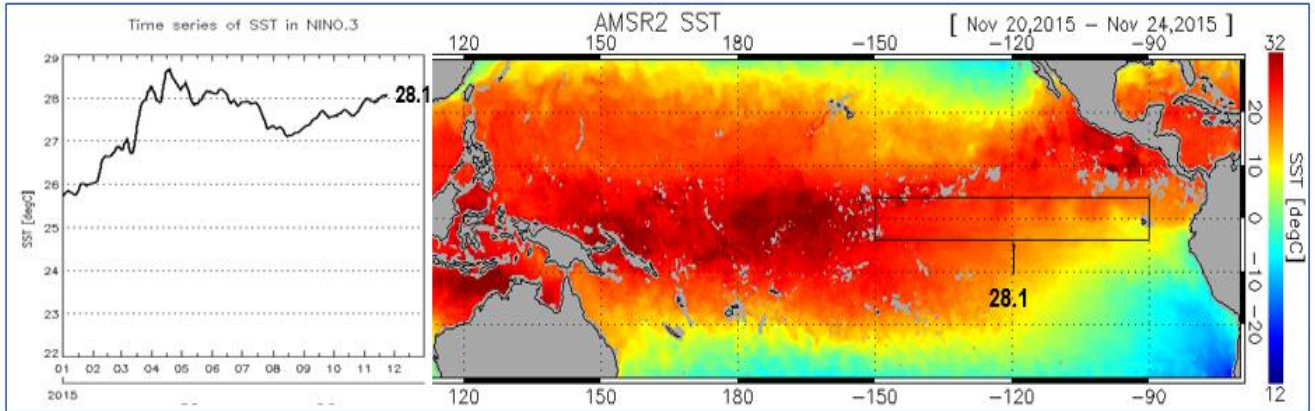 Time series of SST in NINO.3
29
28
27
26
25
24
23
22
SST [degC]
28.1
01 02 03 04 05 06 07 08 09 10 11 12 01
2015
AMSR2 SST
[ Nov 20,2015 – Nov 24,2015 ]
120 150 180 −150 −120 −90
20
10
0
−10
−20
28.1
120 150 180 −150 −120 −90
32
SST [degC]
12